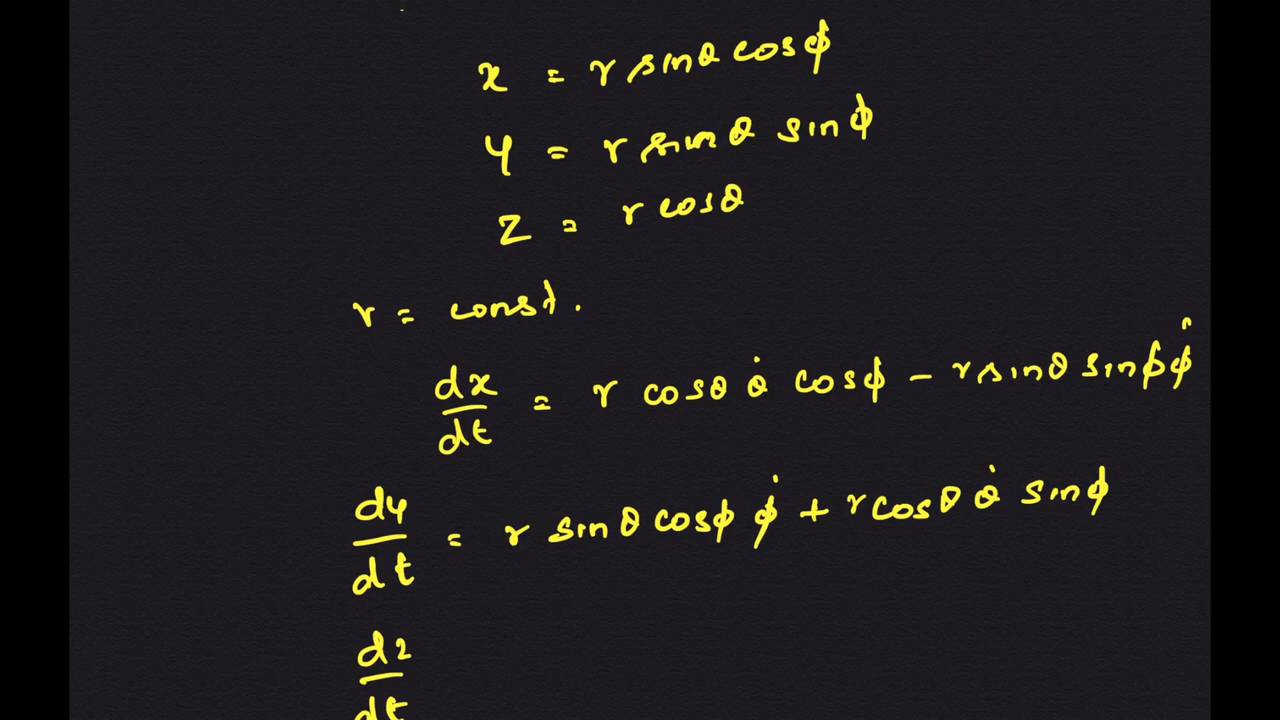 x = r sinθ cosϕ
y = r sinθ sinϕ
z = r cosθ
r = const.
dx/dt = r cosθ θ̇ cosϕ - r sinθ sinϕ ϕ̇
dy/dt = r sinθ cosϕ ϕ̇ + r cosθ θ̇ sinϕ
dz/dt